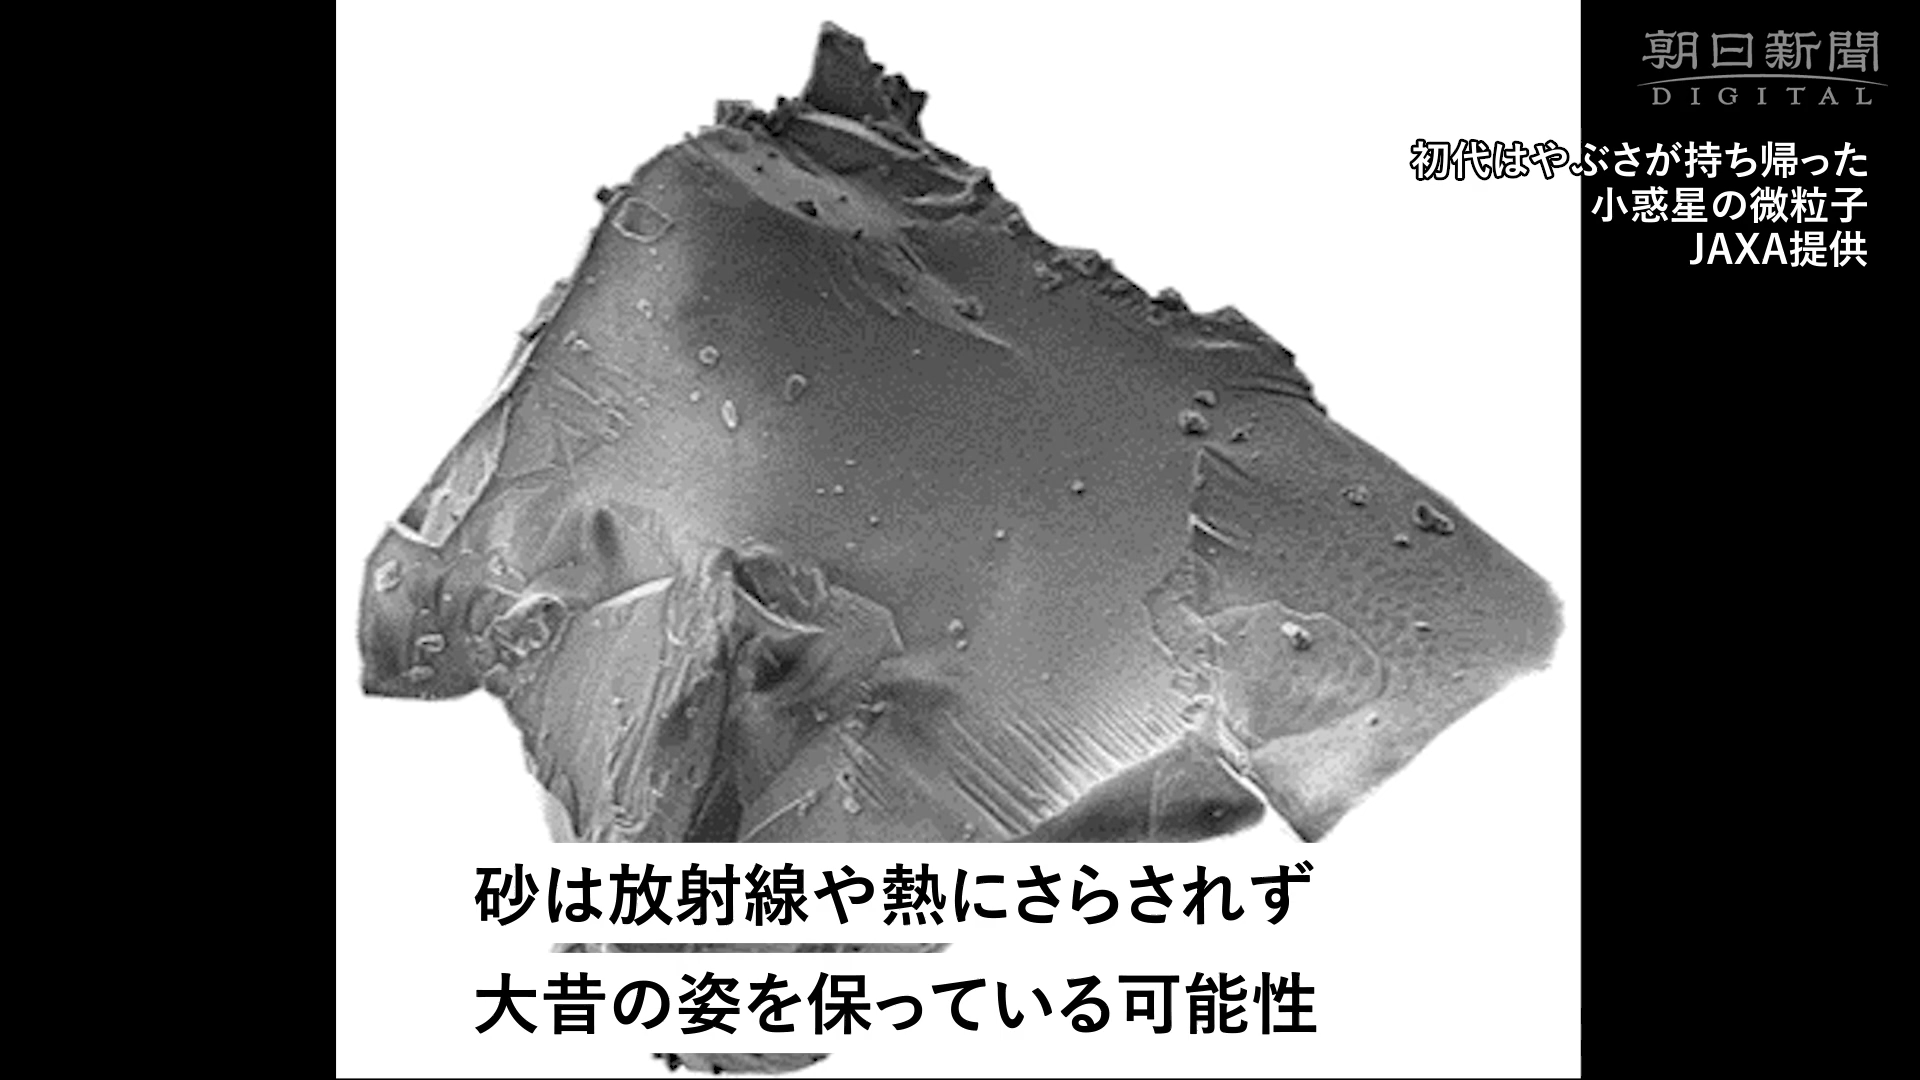 朝日新聞
DIGITAL
初代はやぶさが持ち帰った
小惑星の微粒子
JAXA提供
砂は放射線や熱にさらされず
大昔の姿を保っている可能性